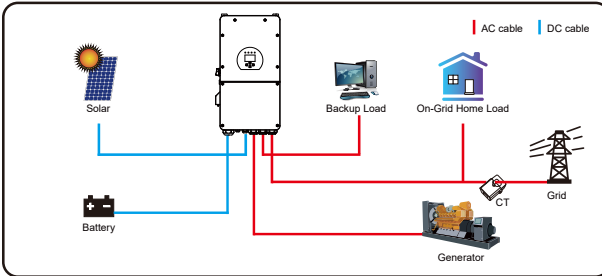 AC cable
DC cable
Solar
Backup Load
On-Grid Home Load
CT
Grid
Battery
Generator